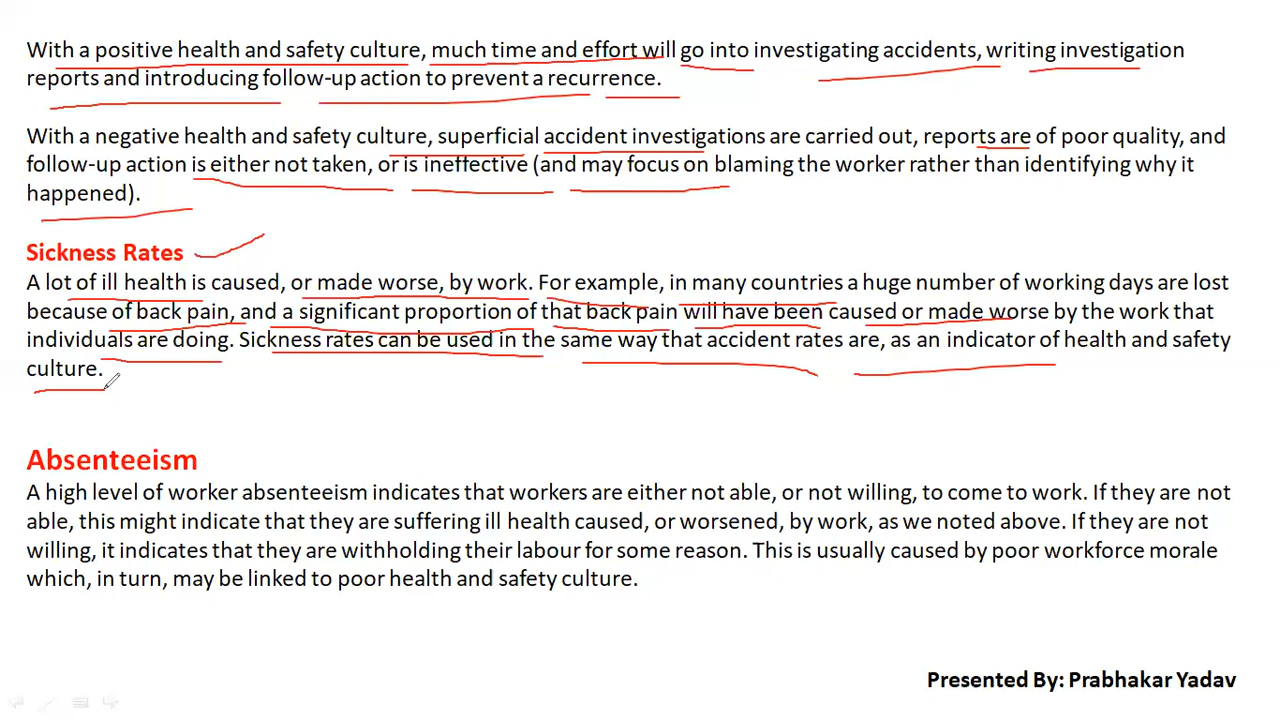 With a positive health and safety culture, much time and effort will go into investigating accidents, writing investigation
reports and introducing follow-up action to prevent a recurrence.
With a negative health and safety culture, superficial accident investigations are carried out, reports are of poor quality, and
follow-up action is either not taken, or is ineffective (and may focus on blaming the worker rather than identifying why it
happened).
Sickness Rates
A lot of ill health is caused, or made worse, by work. For example, in many countries a huge number of working days are lost
because of back pain, and a significant proportion of that back pain will have been caused or made worse by the work that
individuals are doing. Sickness rates can be used in the same way that accident rates are, as an indicator of health and safety
culture.
Absenteeism
A high level of worker absenteeism indicates that workers are either not able, or not willing, to come to work. If they are not
able, this might indicate that they are suffering ill health caused, or worsened, by work, as we noted above. If they are not
willing, it indicates that they are withholding their labour for some reason. This is usually caused by poor workforce morale
which, in turn, may be linked to poor health and safety culture.
Presented By: Prabhakar Yadav